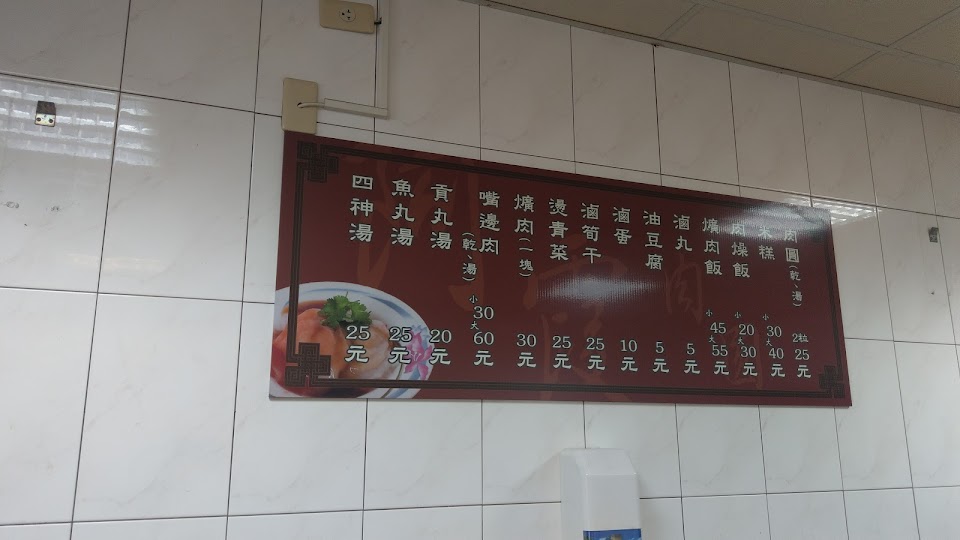 肉圓(乾、湯) 2粒25元
米糕 小30大40元
肉燥飯 小20大30元
爌肉飯 小45大55元
滷丸 5元
油豆腐 5元
滷蛋 10元
滷筍干 25元
燙青菜 25元
爌肉(一塊) 30元
嘴邊肉(乾、湯) 小30大60元
貢丸湯 20元
魚丸湯 25元
四神湯 25元